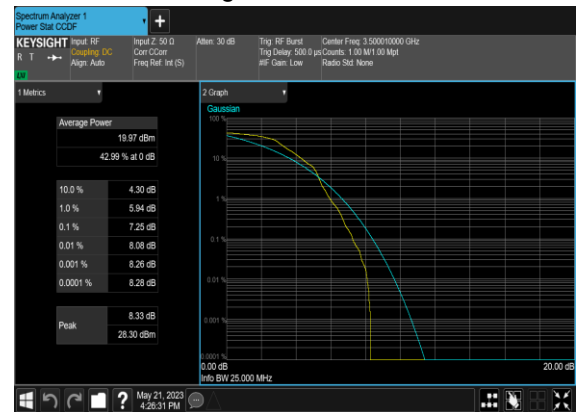 Spectrum Analyzer 1
Power Stat CCDF
+
KEYSIGHT
R T
LXI
Input: RF
Coupling: DC
Align: Auto
Input Z: 50 Ω
Corr CCorr
Freq Ref: Int (S)
Atten: 30 dB
Trig: RF Burst
Trig Delay: 500.0 µs
#IF Gain: Low
Center Freq: 3.500010000 GHz
Counts: 1.00 M/1.00 Mpt
Radio Std: None
1 Metrics
Average Power
19.97 dBm
42.99 % at 0 dB
10.0 % 4.30 dB
1.0 % 5.94 dB
0.1 % 7.25 dB
0.01 % 8.08 dB
0.001 % 8.26 dB
0.0001 % 8.28 dB
Peak
8.33 dB
28.30 dBm
2 Graph
Gaussian
100 %
10 %
1 %
0.1 %
0.01 %
0.001 %
0.0001 %
0.00 dB
20.00 dB
Info BW 25.000 MHz
?
May 21, 2023
4:26:31 PM